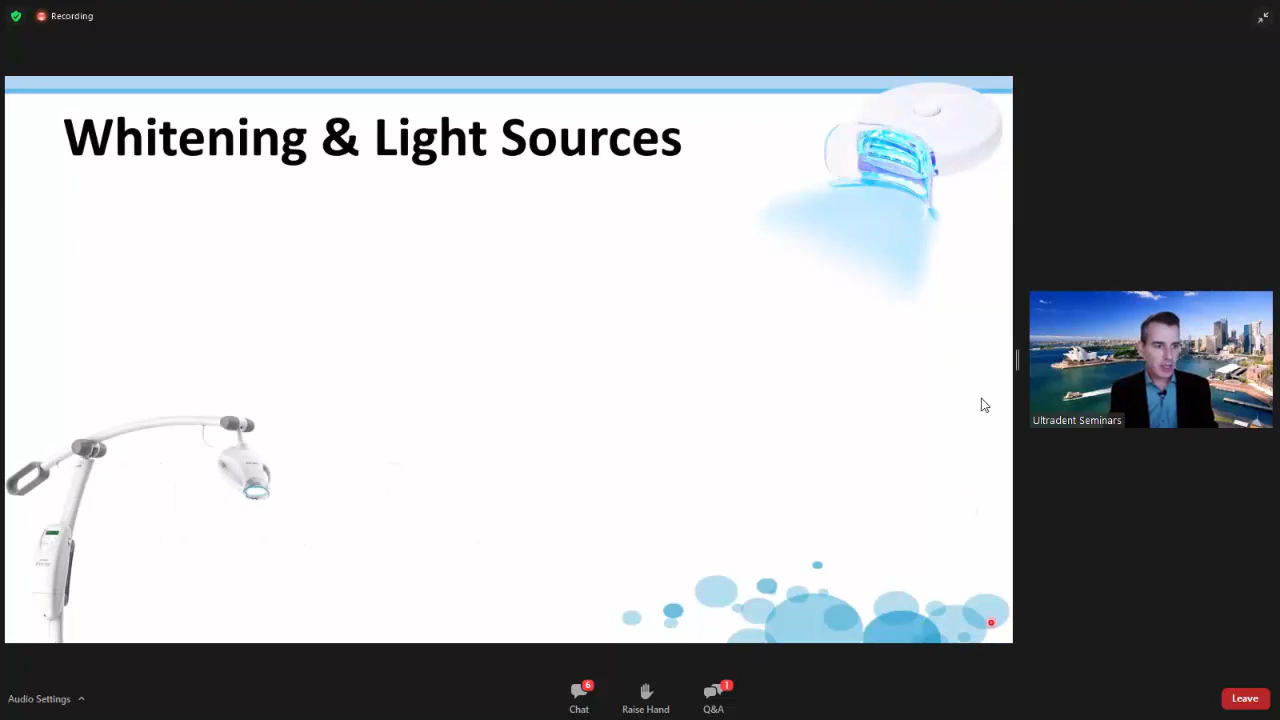 Recording
Whitening & Light Sources
Ultradent Seminars
Audio Settings
6
Chat
Raise Hand
1
Q&A
Leave